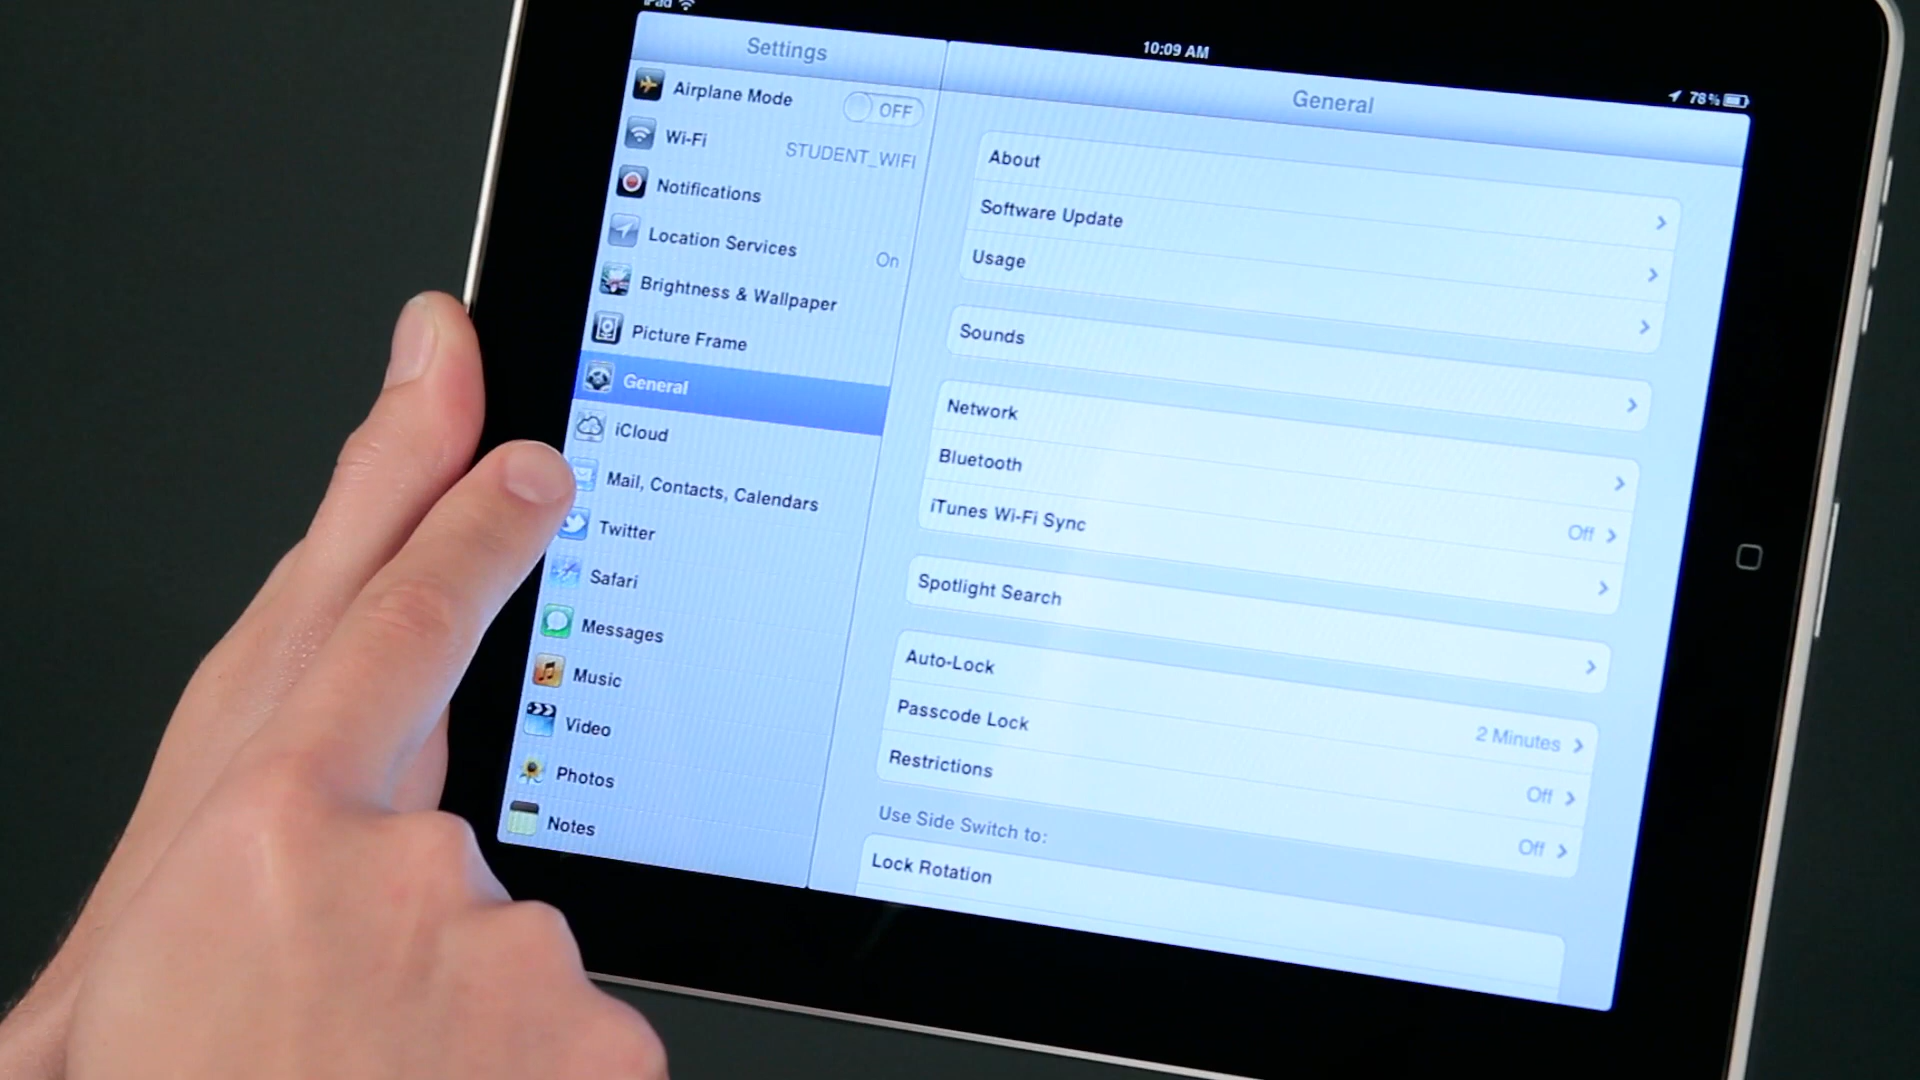 iPad
10:09 AM
78%
Settings
Airplane Mode OFF
Wi-Fi STUDENT_WIFI
Notifications
Location Services On
Brightness & Wallpaper
Picture Frame
General
iCloud
Mail, Contacts, Calendars
Twitter
Safari
Messages
Music
Video
Photos
Notes
General
About
Software Update
Usage
Sounds
Network
Bluetooth Off
iTunes Wi-Fi Sync
Spotlight Search
Auto-Lock 2 Minutes
Passcode Lock Off
Restrictions Off
Use Side Switch to:
Lock Rotation